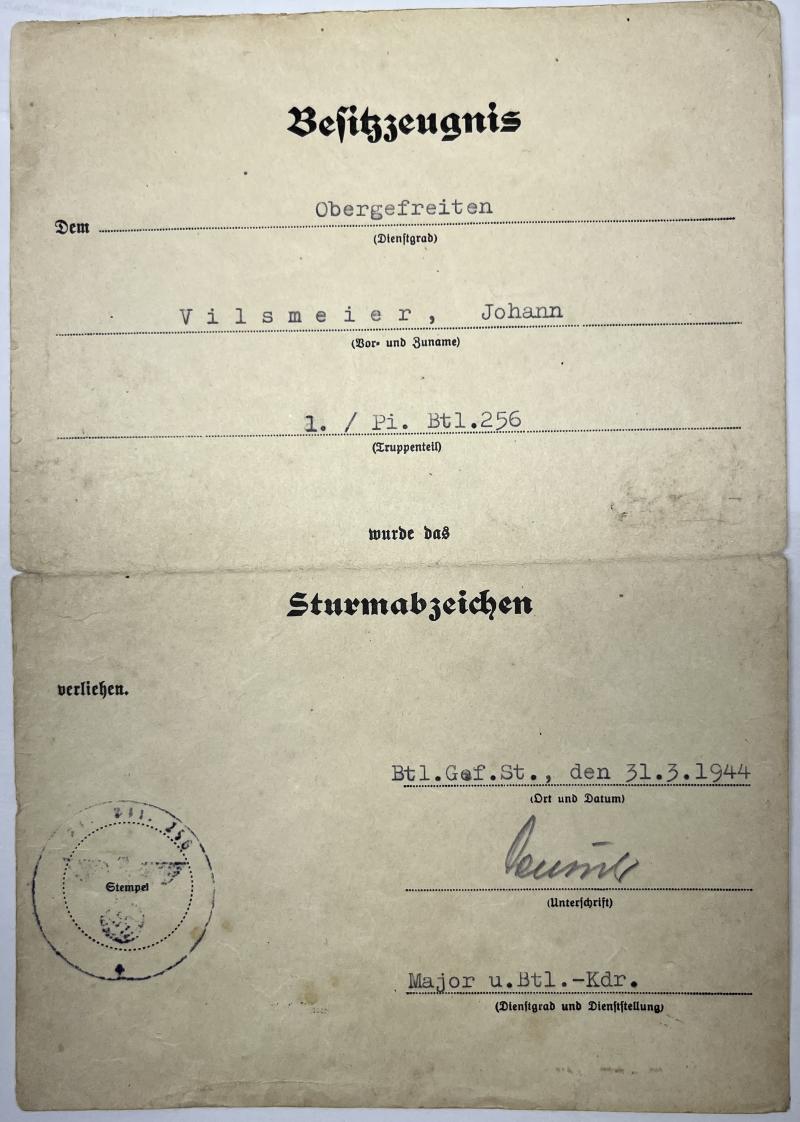 Besitzzeugnis
Obergefreiten
Dem
(Dienstgrad)
Vilsmeier, Johann
(Vor- und Zuname)
1. / Pi. Btl.256
(Truppenteil)
wurde das
Sturmabzeichen
verliehen.
Btl.Gef.St., den 31.3.1944
(Ort und Datum)
(Unterschrift)
Major u.Btl.-Kdr.
(Dienstgrad und Dienststellung)
256
Stempel